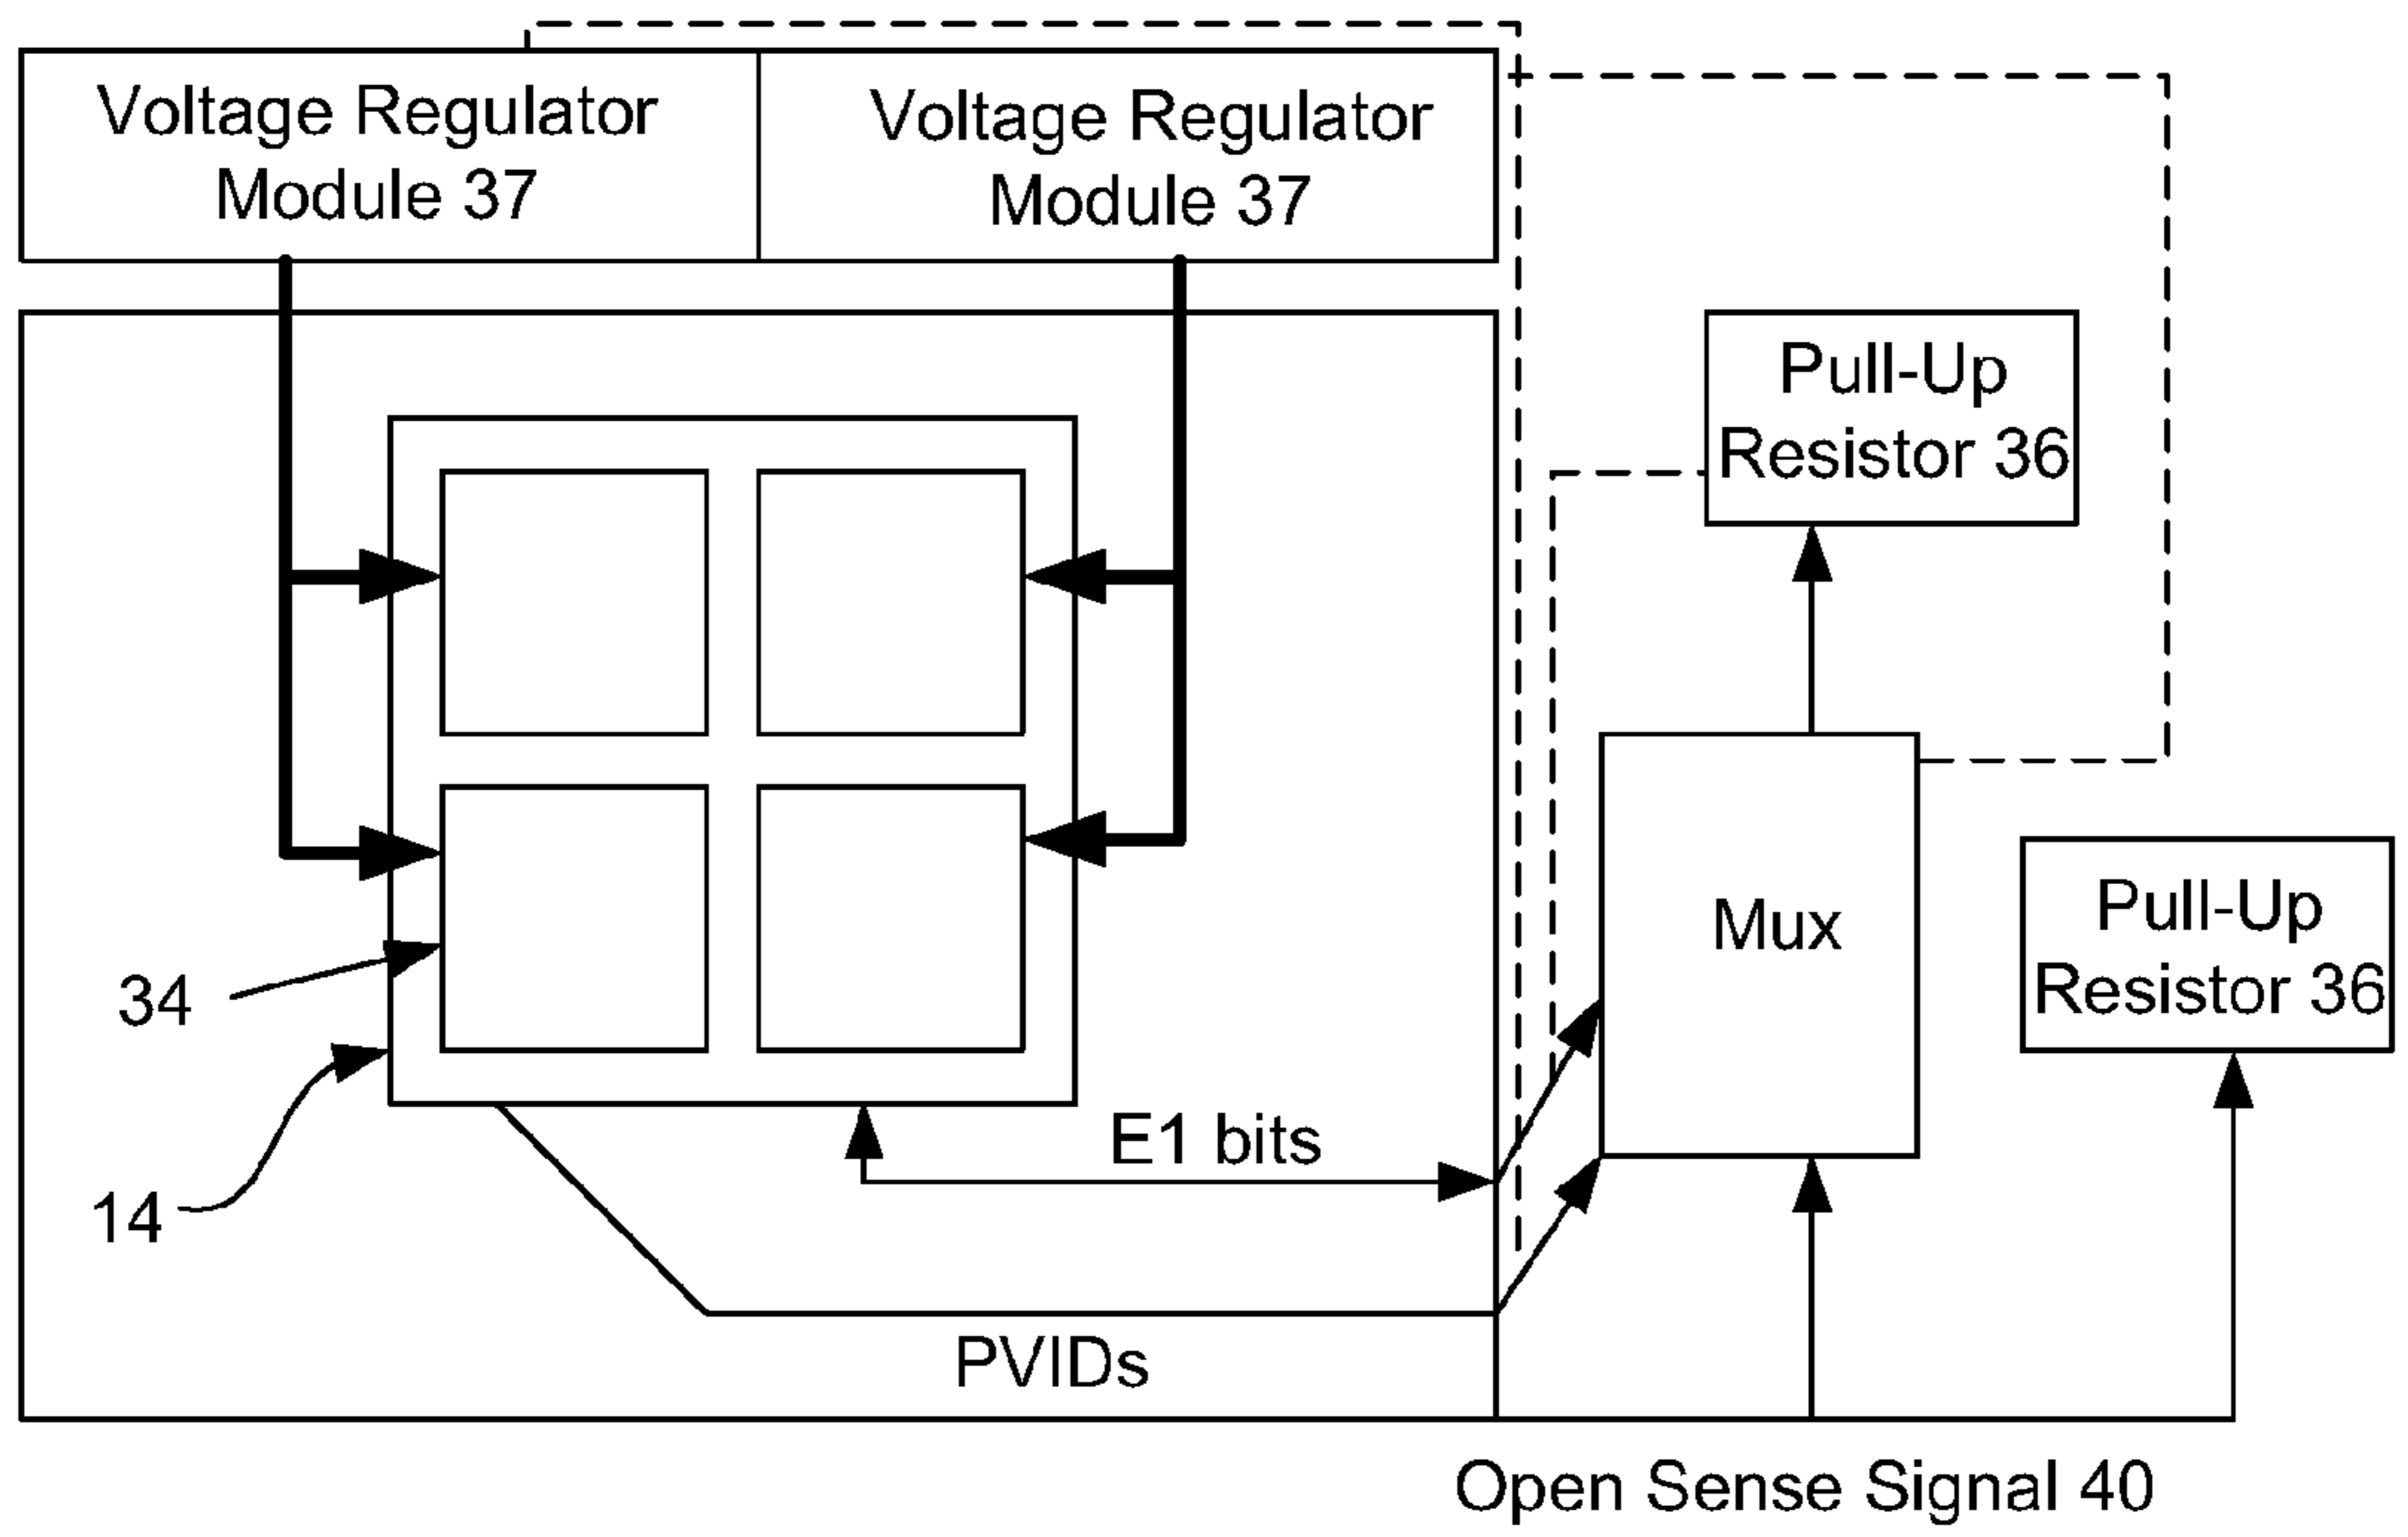 Voltage Regulator
Module 37
Voltage Regulator
Module 37
Pull-Up
Resistor 36
Mux
Pull-Up
Resistor 36
34
14
E1 bits
PVIDs
Open Sense Signal 40